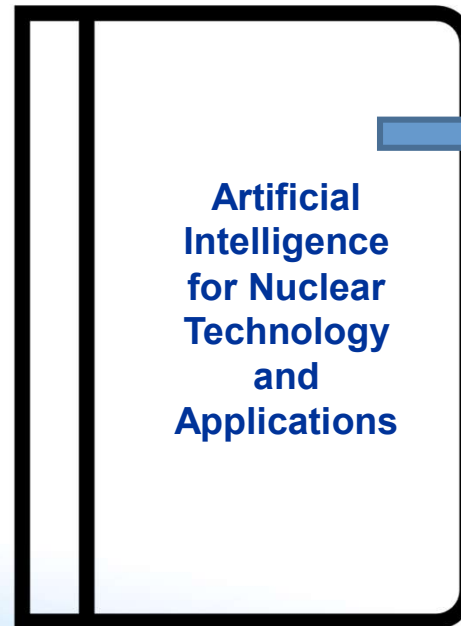 Artificial
Intelligence
for Nuclear
Technology
and
Applications